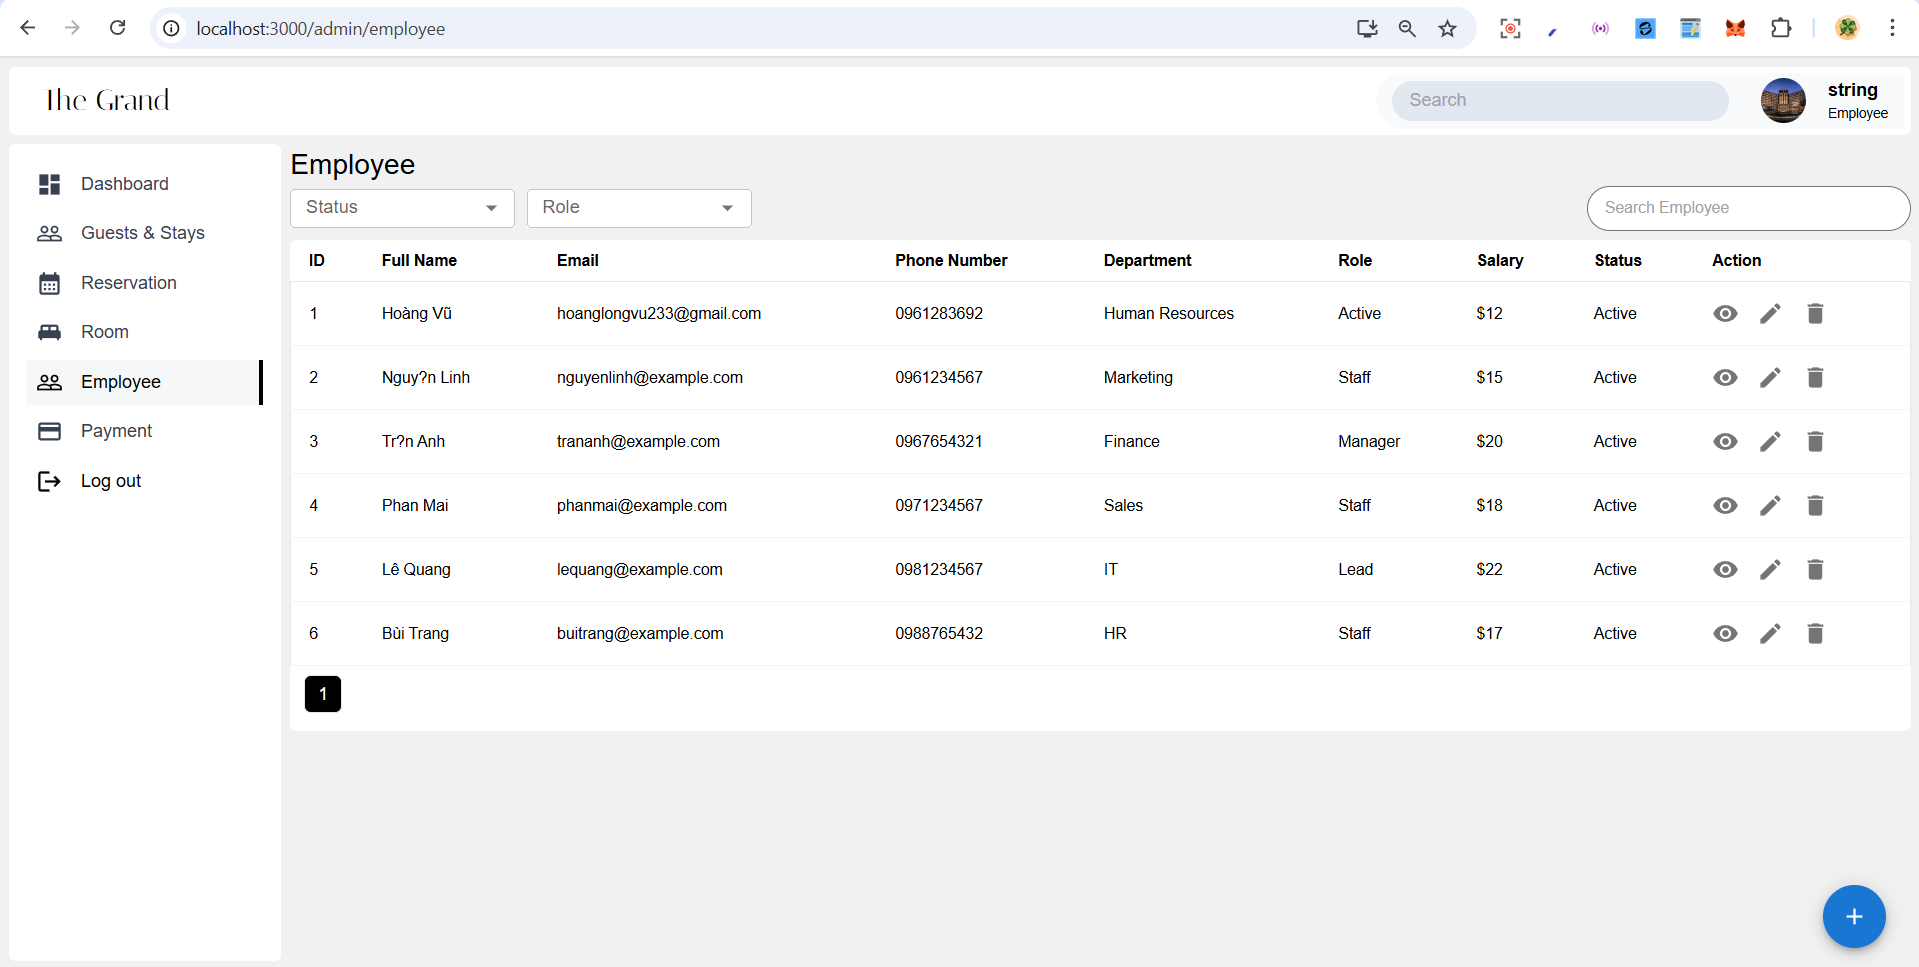 localhost:3000/admin/employee
The Grand
Search
string
Employee
Dashboard
Guests & Stays
Reservation
Room
Employee
Payment
Log out
Employee
Status
Role
Search Employee
ID Full Name Email Phone Number Department Role Salary Status Action
1 Hoàng Vũ hoanglongvu233@gmail.com 0961283692 Human Resources Active $12 Active
2 Nguy?n Linh nguyenlinh@example.com 0961234567 Marketing Staff $15 Active
3 Tr?n Anh trananh@example.com 0967654321 Finance Manager $20 Active
4 Phan Mai phanmai@example.com 0971234567 Sales Staff $18 Active
5 Lê Quang lequang@example.com 0981234567 IT Lead $22 Active
6 Bùi Trang buitrang@example.com 0988765432 HR Staff $17 Active
1